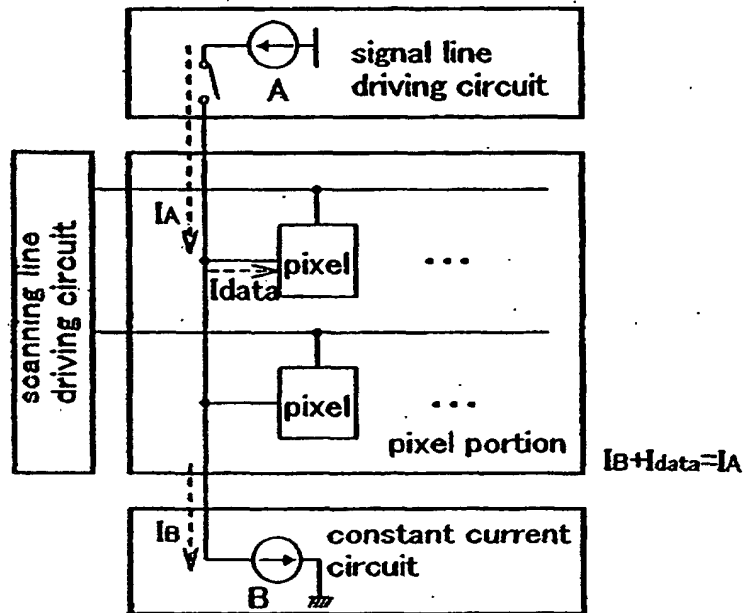 signal line
driving circuit
A
scanning line
driving circuit
IA
pixel
...
Idata
pixel
...
pixel portion
IB+Idata=IA
IB
constant current
circuit
B